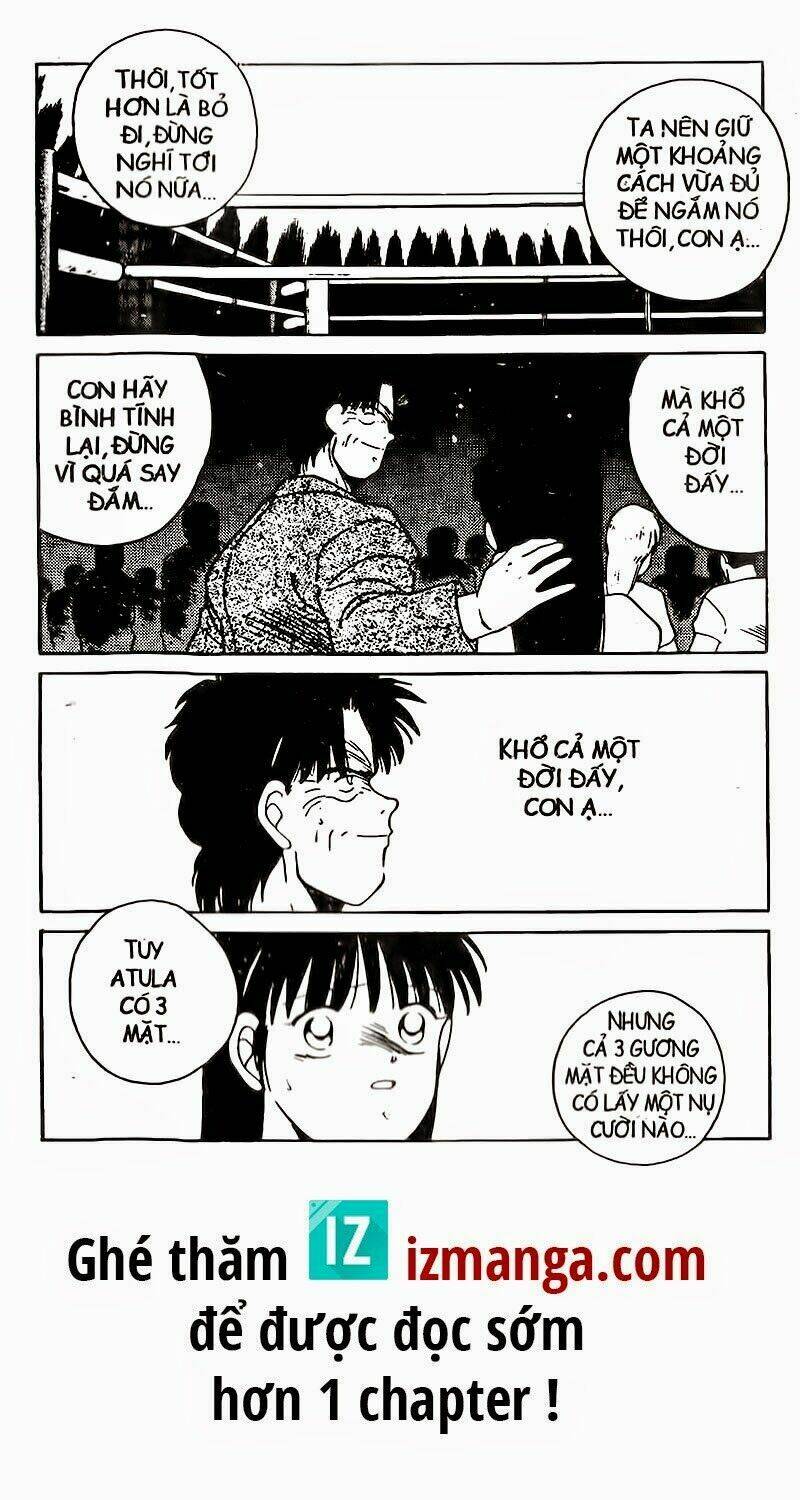 THÔI, TỐT
HƠN LÀ BỎ
ĐI, ĐỪNG
NGHĨ TỚI
NÓ NỮA...
TA NÊN GIỮ
MỘT KHOẢNG
CÁCH VỪA ĐỦ
ĐỂ NGẮM NÓ
THÔI, CON Ạ...
CON HÃY
BÌNH TĨNH
LẠI, ĐỪNG
VÌ QUÁ SAY
ĐẮM...
MÀ KHỔ
CẢ MỘT
ĐỜI
ĐẤY...
KHỔ CẢ MỘT
ĐỜI ĐẤY,
CON Ạ...
TUY
ATULA
CÓ 3
MẶT...
NHƯNG
CẢ 3 GƯƠNG
MẶT ĐỀU KHÔNG
CÓ LẤY MỘT NỤ
CƯỜI NÀO...
Ghé thăm IZ izmanga.com
để được đọc sớm
hơn 1 chapter !